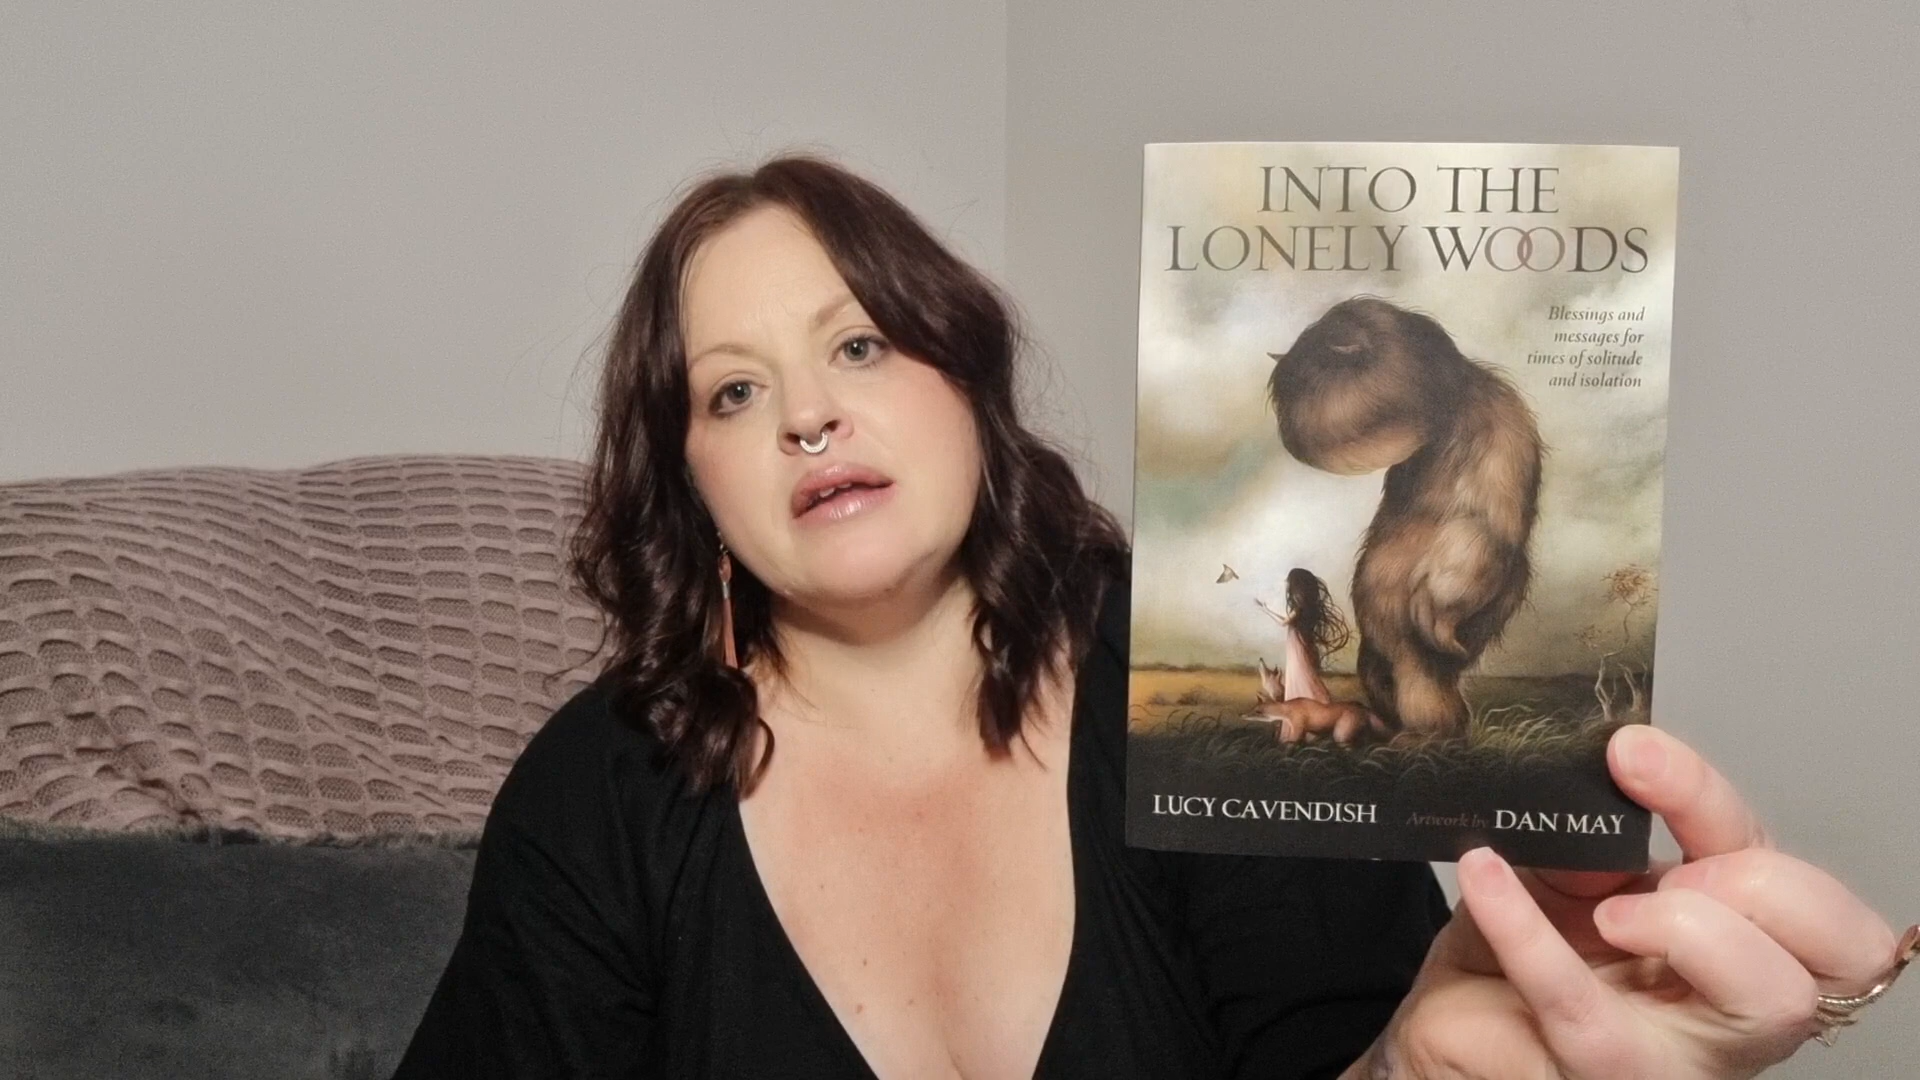 INTO THE
LONELY WOODS
Blessings and
messages for
times of solitude
and isolation
LUCY CAVENDISH Artwork by DAN MAY